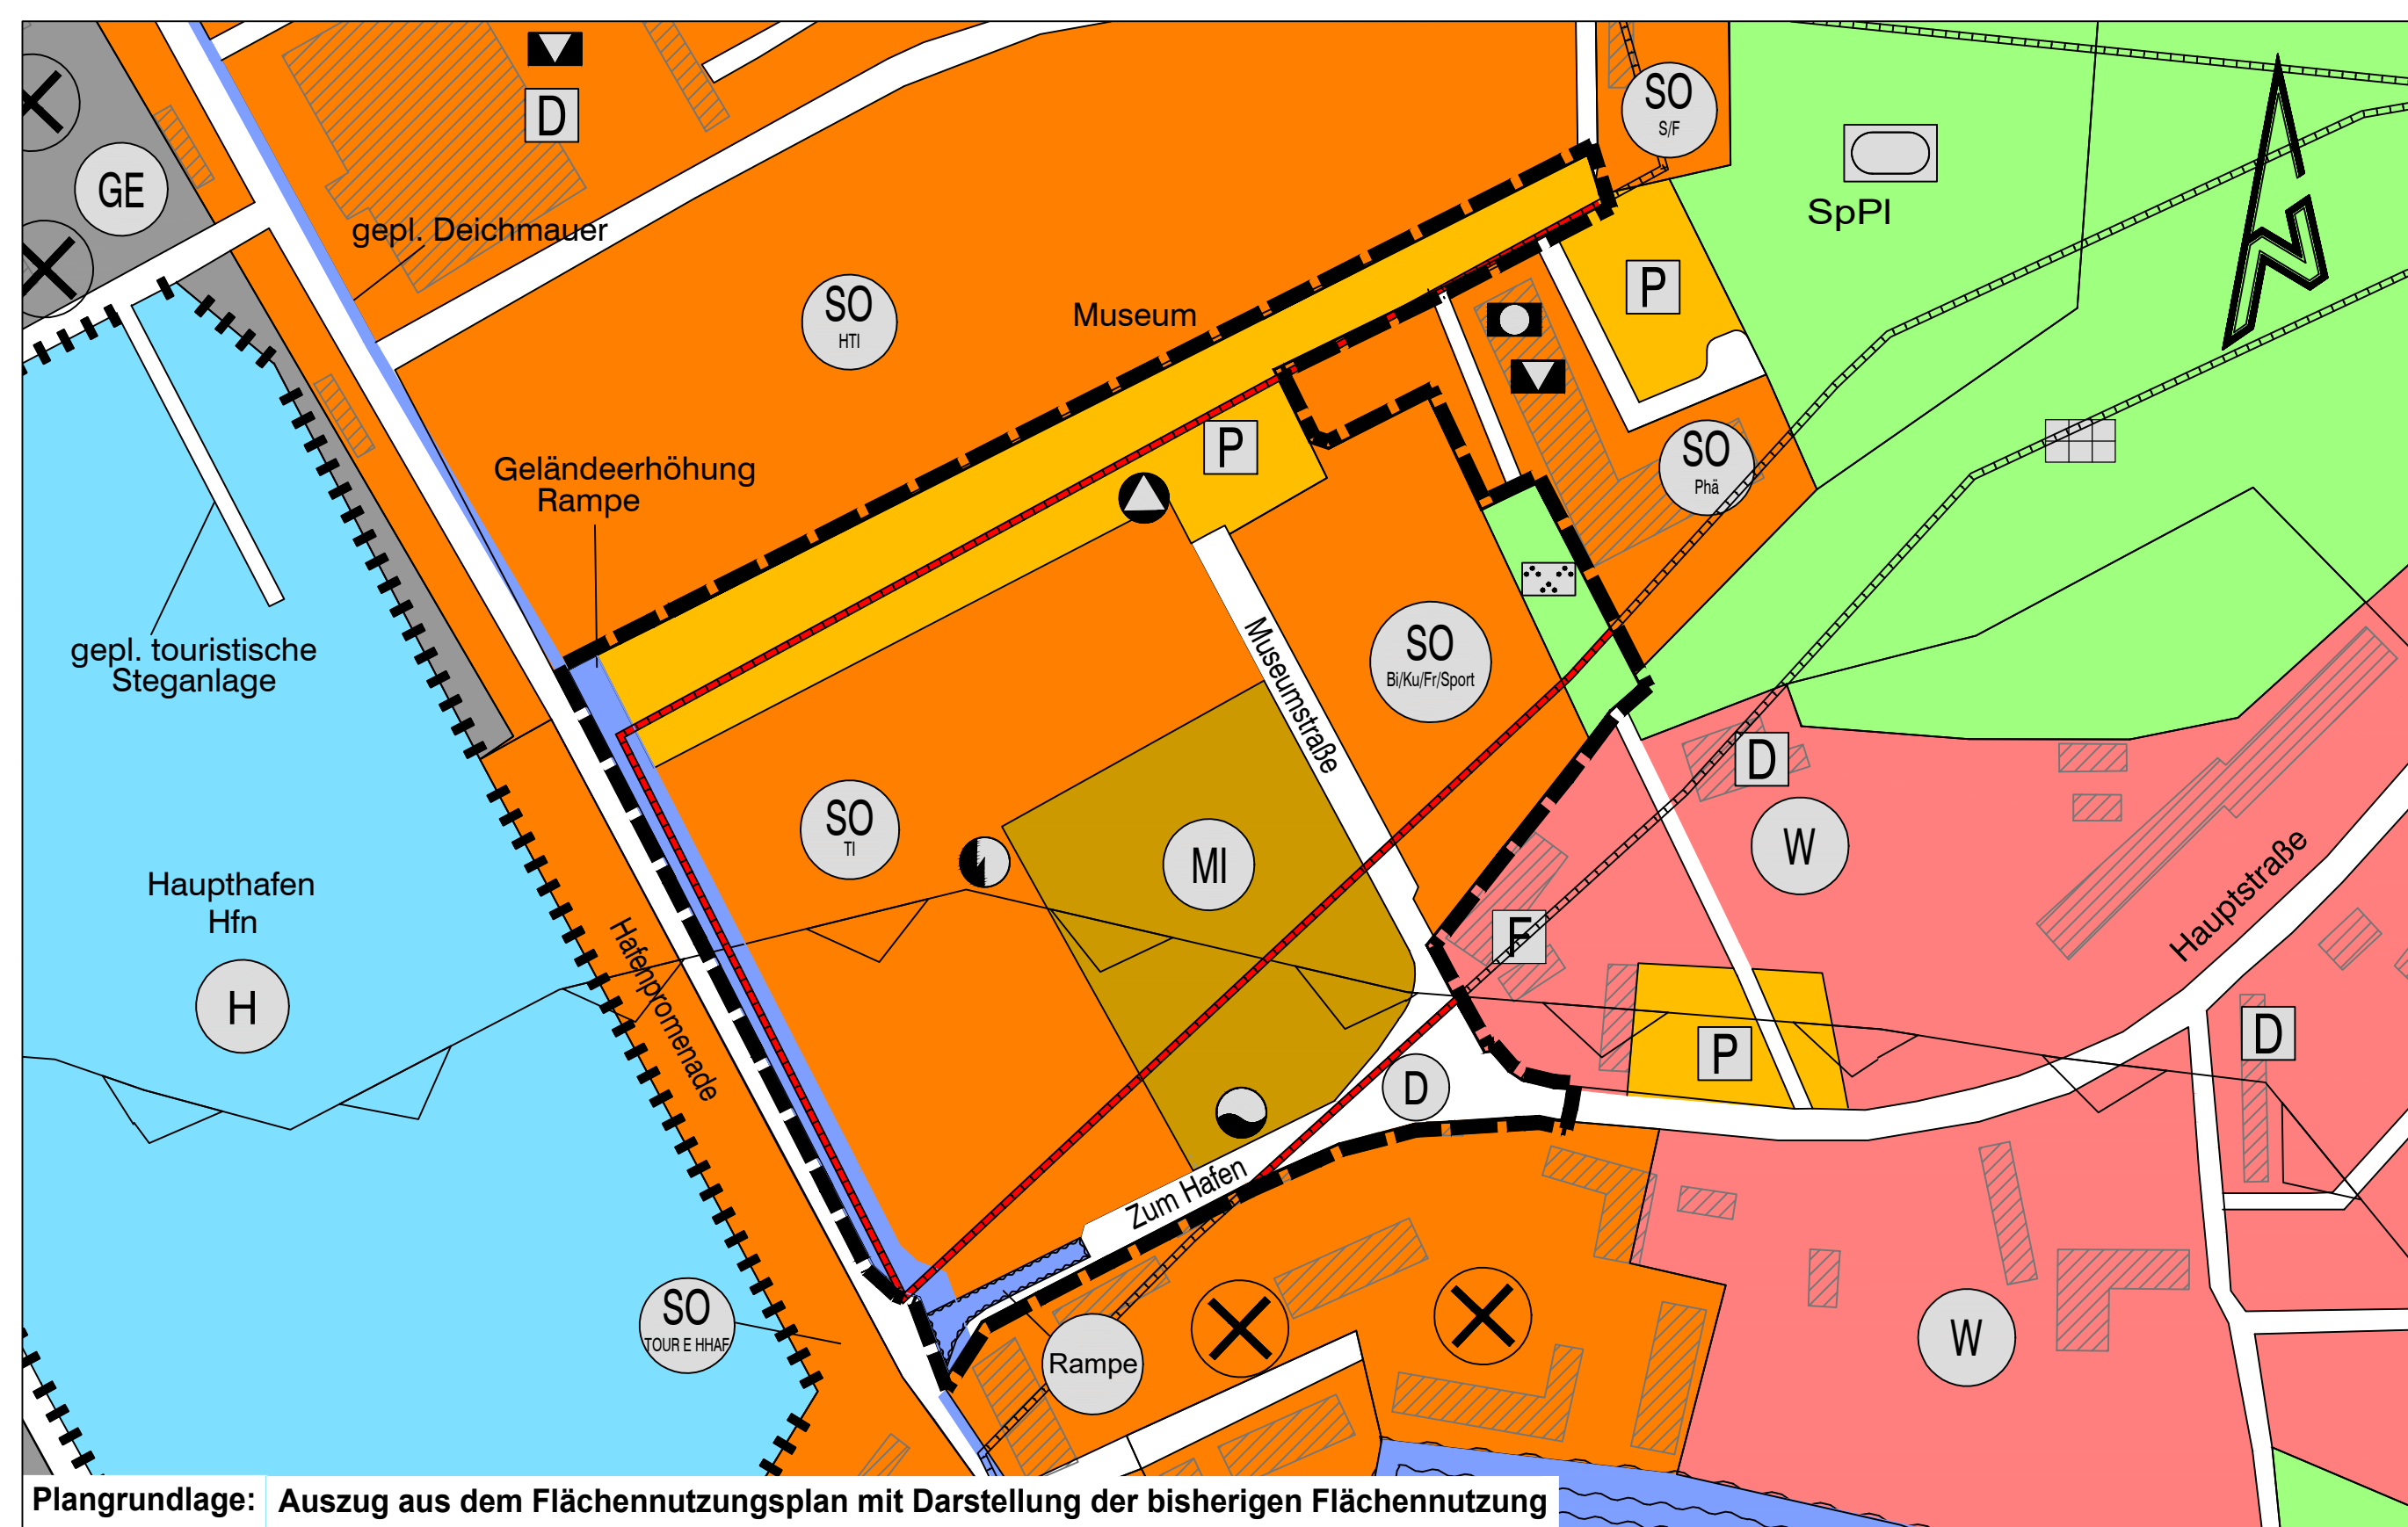 D
SO
S/F
GE
SpPl
gepl. Deichmauer
SO
HTI
Museum
P
P
SO
Phä
Geländeerhöhung
Rampe
gepl. touristische
Steganlage
Museumstraße
SO
Bi/Ku/Fr/Sport
D
W
SO
TI
MI
Hauptstraße
Haupthafen
Hfn
H
Hafenpromenade
F
P
D
D
Zum Hafen
SO
TOUR E HHAF
Rampe
W
N
Plangrundlage: Auszug aus dem Flächennutzungsplan mit Darstellung der bisherigen Flächennutzung